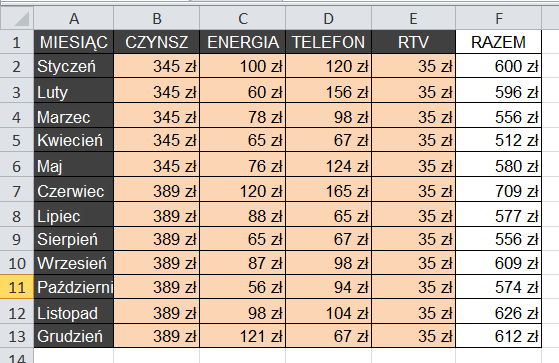 A B C D E F
1 MIESIĄC CZYNSZ ENERGIA TELEFON RTV RAZEM
2 Styczeń 345 zł 100 zł 120 zł 35 zł 600 zł
3 Luty 345 zł 60 zł 156 zł 35 zł 596 zł
4 Marzec 345 zł 78 zł 98 zł 35 zł 556 zł
5 Kwiecień 345 zł 65 zł 67 zł 35 zł 512 zł
6 Maj 345 zł 76 zł 124 zł 35 zł 580 zł
7 Czerwiec 389 zł 120 zł 165 zł 35 zł 709 zł
8 Lipiec 389 zł 88 zł 65 zł 35 zł 577 zł
9 Sierpień 389 zł 65 zł 67 zł 35 zł 556 zł
10 Wrzesień 389 zł 87 zł 98 zł 35 zł 609 zł
11 Październi 389 zł 56 zł 94 zł 35 zł 574 zł
12 Listopad 389 zł 98 zł 104 zł 35 zł 626 zł
13 Grudzień 389 zł 121 zł 67 zł 35 zł 612 zł
14